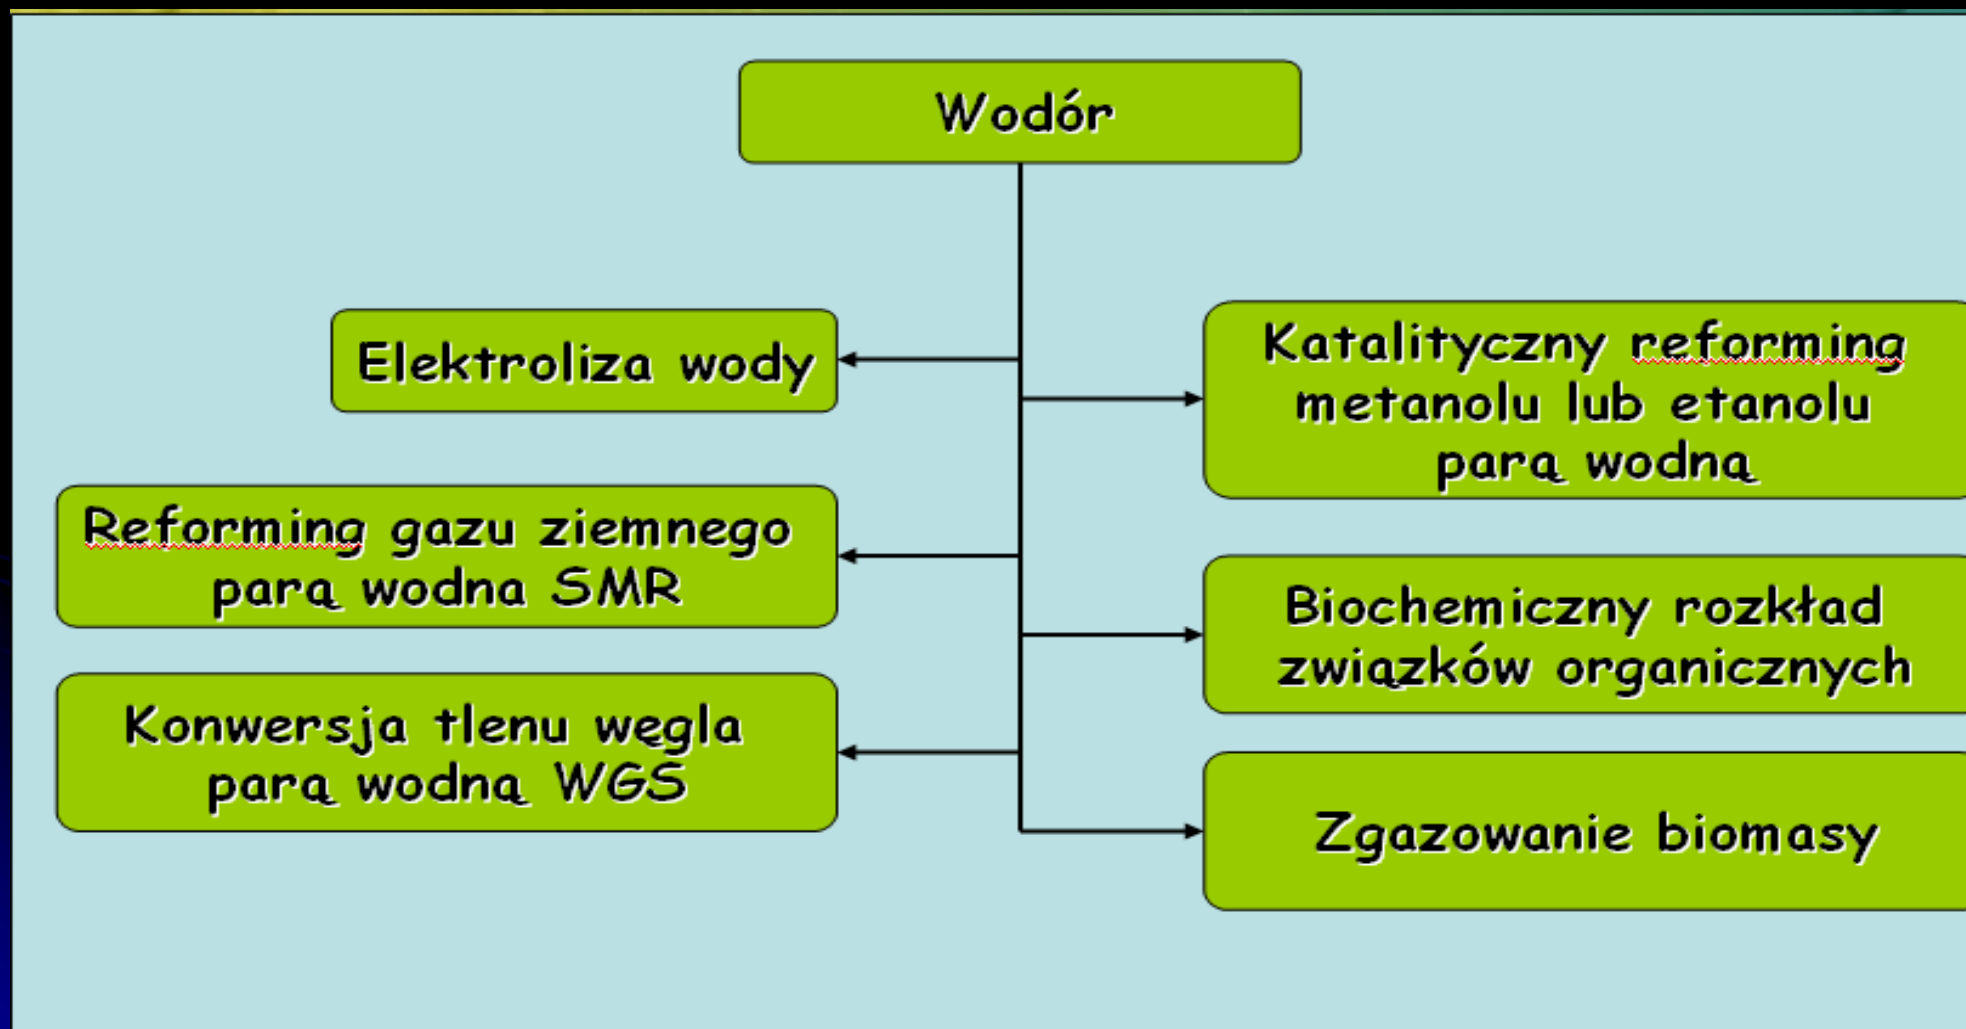 Wodór
Elektroliza wody
Reforming gazu ziemnego
parą wodna SMR
Konwersja tlenu węgla
parą wodną WGS
Katalityczny reforming
metanolu lub etanolu
parą wodną
Biochemiczny rozkład
związków organicznych
Zgazowanie biomasy